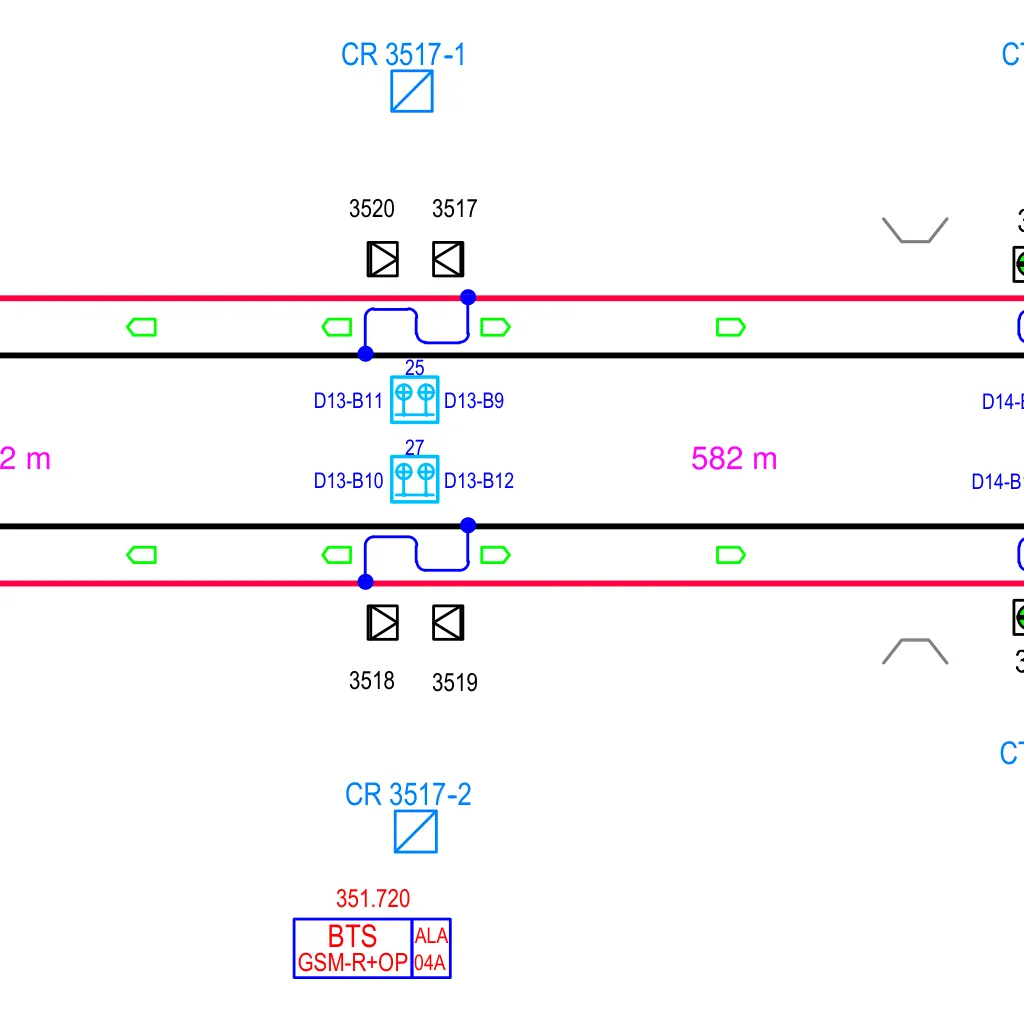 CR 3517-1
3520 3517
25
D13-B11 D13-B9
27
D13-B10 D13-B12
2 m
582 m
3518 3519
CR 3517-2
351.720
BTS
GSM-R+OP
ALA
04A